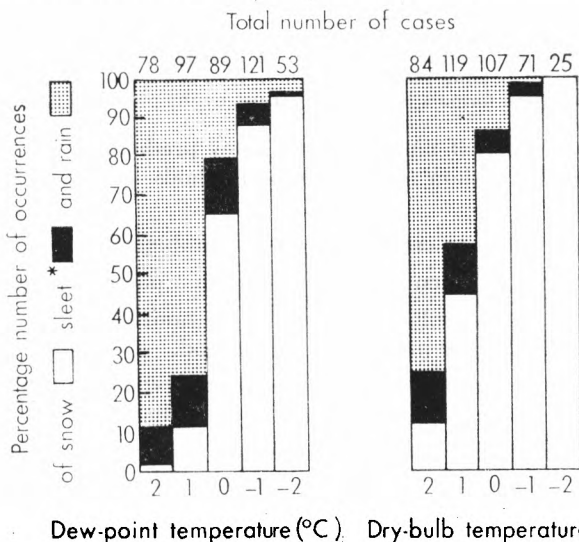 Total number of cases
78 97 89 121 53
84 119 107 71 25
Percentage number of occurrences
of snow sleet* and rain
100
90
80
70
60
50
40
30
20
10
0
2 1 0 −1 −2
2 1 0 −1 −2
Dew-point temperature (°C)
Dry-bulb temperature